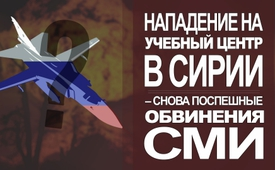 НАПАДЕНИЕ НА
УЧЕБНЫЙ ЦЕНТР
В СИРИИ
– СНОВА ПОСПЕШНЫЕ
ОБВИНЕНИЯ
СМИ
?